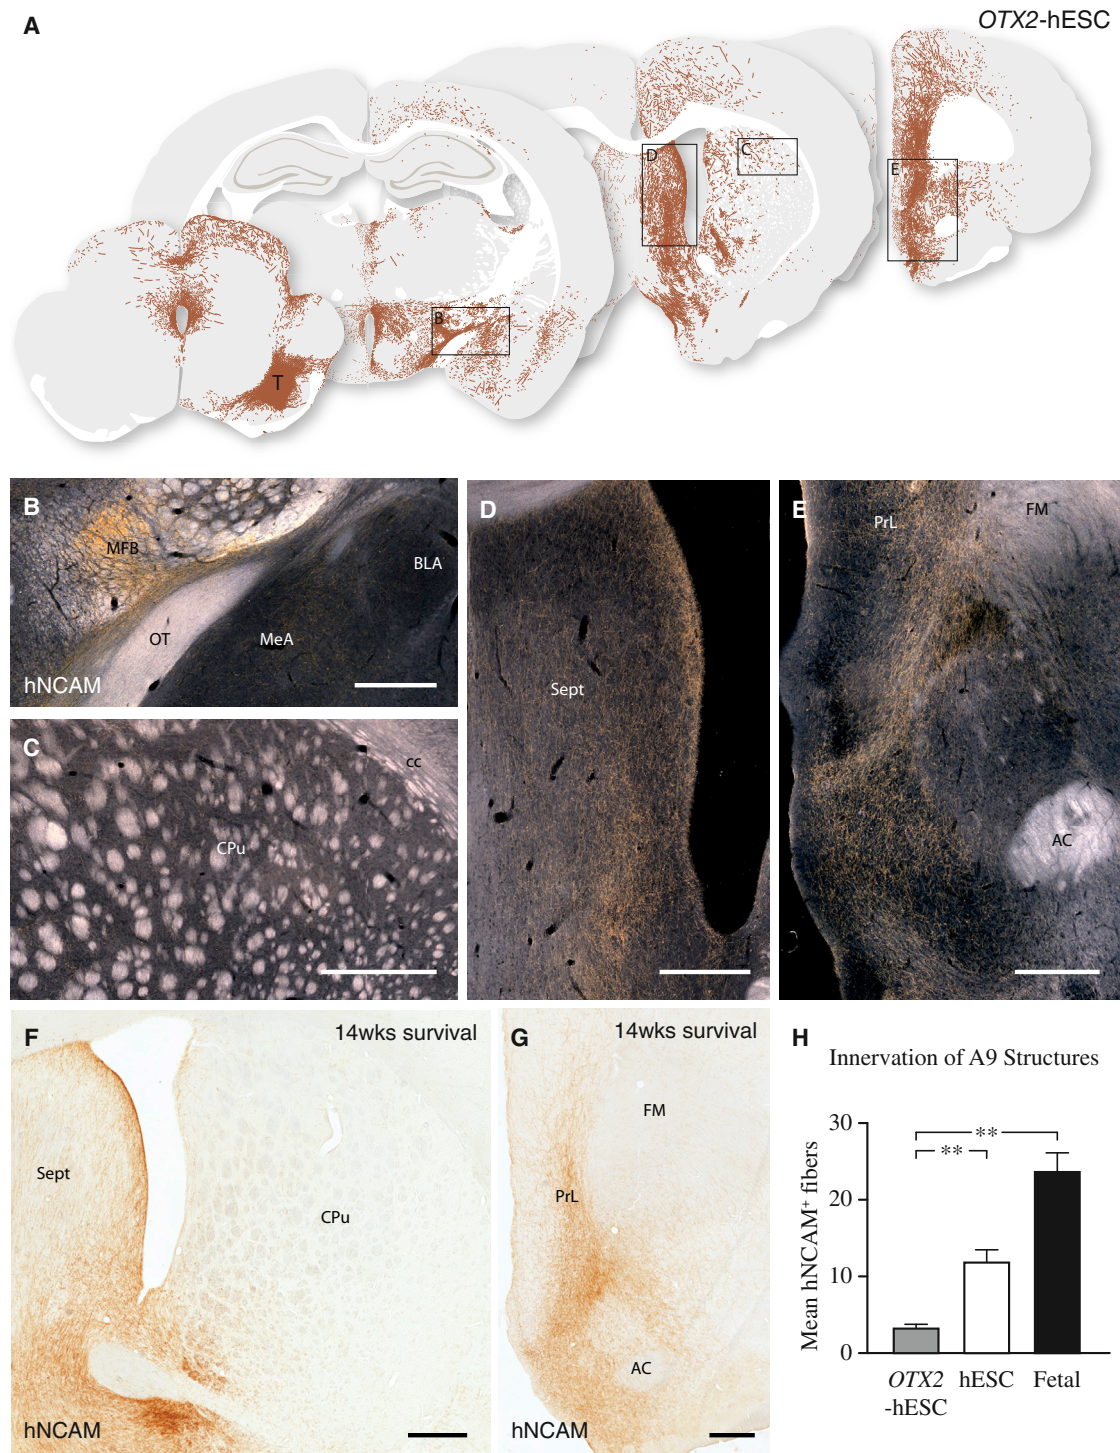 A
OTX2-hESC
D
C
E
B
T
B
MFB
BLA
OT
MeA
hNCAM
C
cc
CPu
D
Sept
E
PrL
FM
AC
F
14wks survival
Sept
CPu
hNCAM
G
14wks survival
FM
PrL
AC
hNCAM
H
Innervation of A9 Structures
Mean hNCAM⁺ fibers
30
20
10
0
**
**
OTX2
-hESC
hESC
Fetal